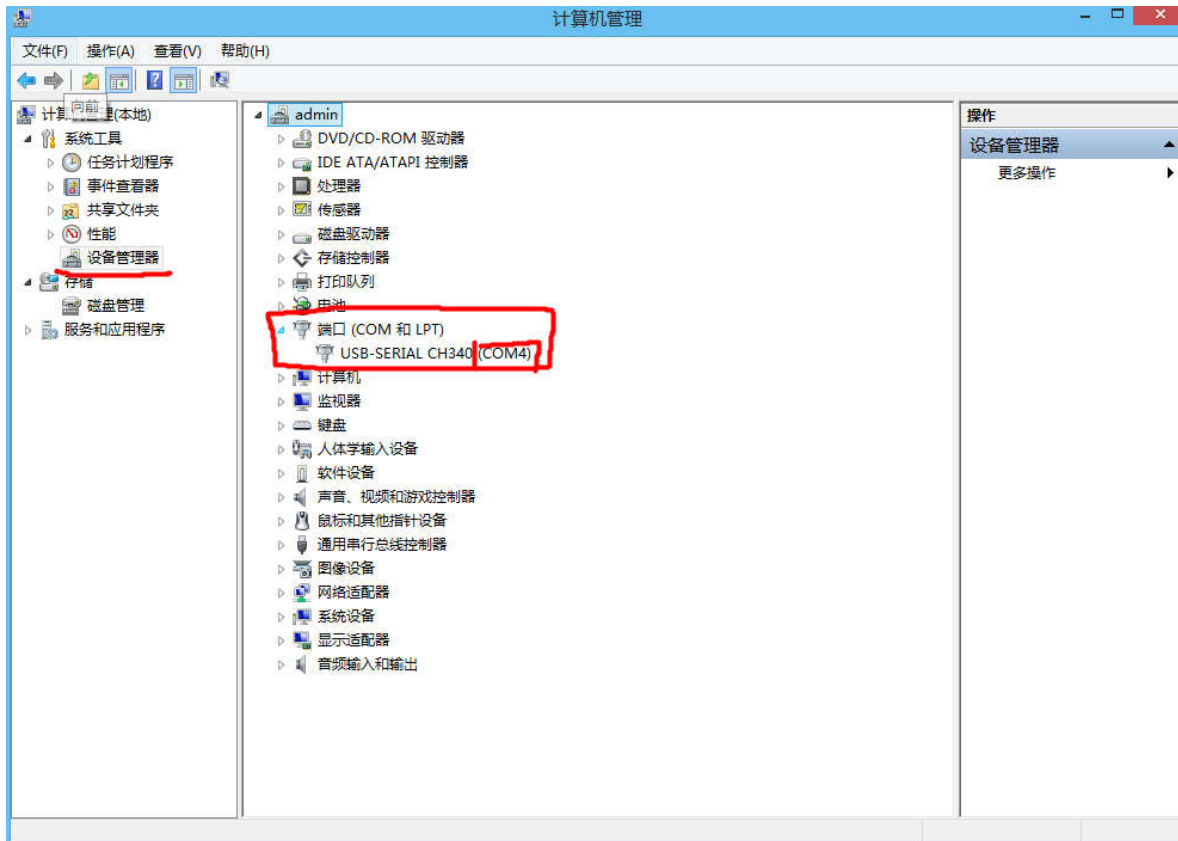 计算机管理
文件(F) 操作(A) 查看(V) 帮助(H)
向前
计算机管理(本地)
系统工具
任务计划程序
事件查看器
共享文件夹
性能
设备管理器
存储
磁盘管理
服务和应用程序
admin
DVD/CD-ROM 驱动器
IDE ATA/ATAPI 控制器
处理器
传感器
磁盘驱动器
存储控制器
打印队列
电池
端口 (COM 和 LPT)
USB-SERIAL CH340 (COM4)
计算机
监视器
键盘
人体学输入设备
软件设备
声音、视频和游戏控制器
鼠标和其他指针设备
通用串行总线控制器
图像设备
网络适配器
系统设备
显示适配器
音频输入和输出
操作
设备管理器
更多操作